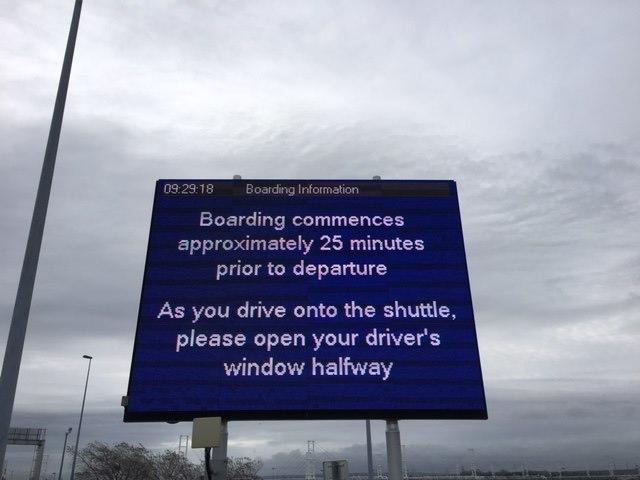 09:29:18 Boarding Information
Boarding commences
approximately 25 minutes
prior to departure
As you drive onto the shuttle,
please open your driver's
window halfway